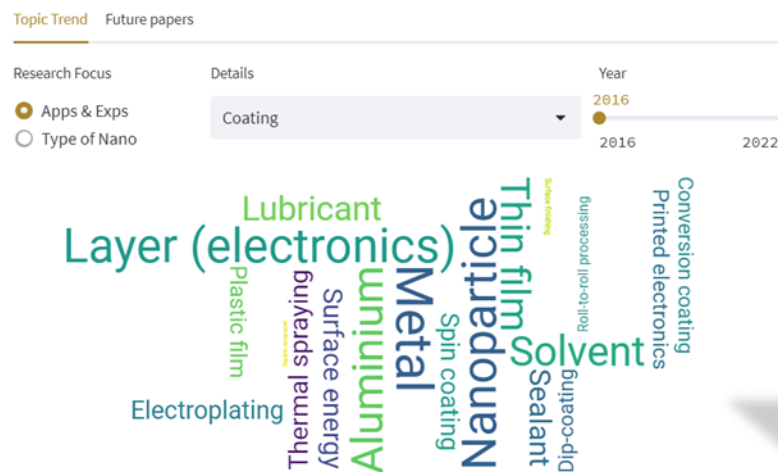 Topic Trend Future papers
Research Focus Details Year
Apps & Exps
Type of Nano
Coating
2016
2016 2022
Lubricant
Layer (electronics)
Nanoparticle
Thin film
Surface finishing
Roll-to-roll processing
Printed electronics
Conversion coating
Plastic film
Thermal spraying
Surface energy
Aluminium
Metal
Spin coating
Solvent
Electroplating
Sealant
Dip-coating